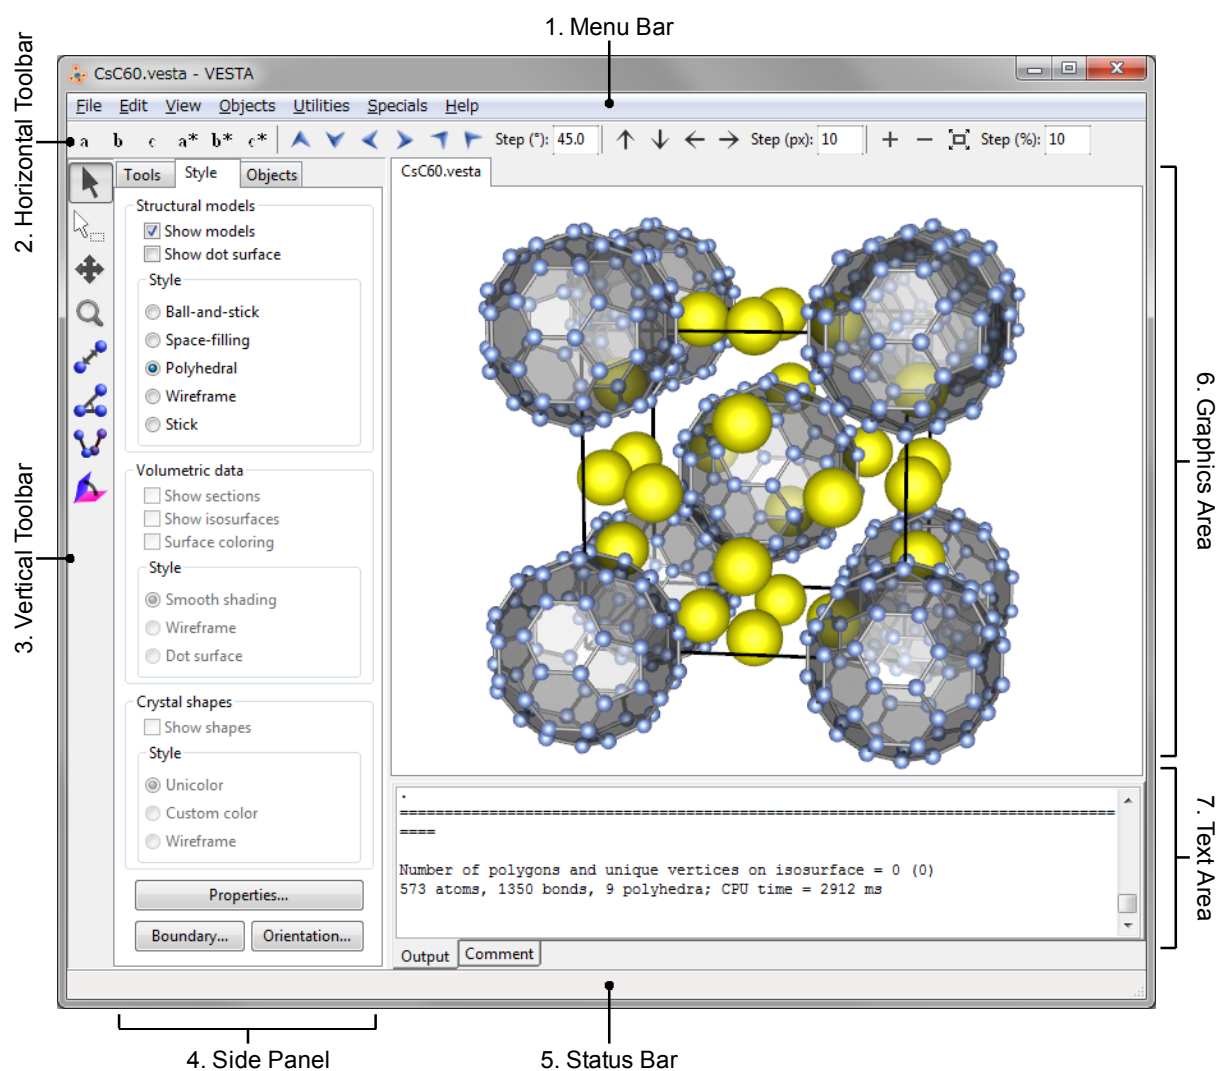 1. Menu Bar
2. Horizontal Toolbar
CsC60.vesta - VESTA
File Edit View Objects Utilities Specials Help
a b c a* b* c* Step (°): 45.0 Step (px): 10 Step (%): 10
Tools Style Objects
CsC60.vesta
Structural models
Show models
Show dot surface
Style
Ball-and-stick
Space-filling
Polyhedral
Wireframe
Stick
Volumetric data
Show sections
Show isosurfaces
Surface coloring
Style
Smooth shading
Wireframe
Dot surface
Crystal shapes
Show shapes
Style
Unicolor
Custom color
Wireframe
Properties...
Boundary... Orientation...
3. Vertical Toolbar
6. Graphics Area
.
===================================================================================
====
Number of polygons and unique vertices on isosurface = 0 (0)
573 atoms, 1350 bonds, 9 polyhedra; CPU time = 2912 ms
Output Comment
7. Text Area
4. Side Panel
5. Status Bar